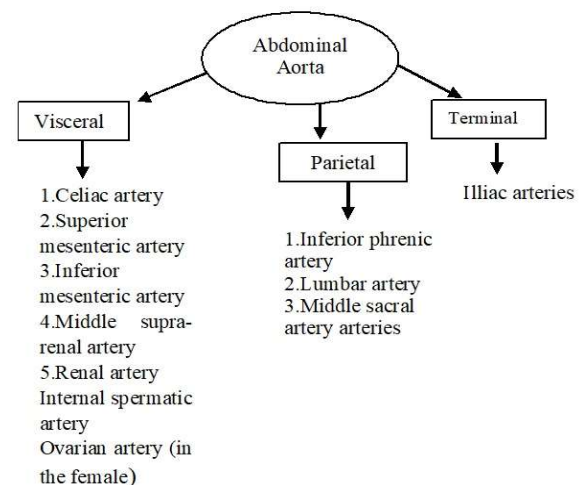 Abdominal
Aorta
Visceral
Parietal
Terminal
1.Celiac artery
2.Superior
mesenteric artery
3.Inferior
mesenteric artery
4.Middle supra-
renal artery
5.Renal artery
Internal spermatic
artery
Ovarian artery (in
the female)
1.Inferior phrenic
artery
2.Lumbar artery
3.Middle sacral
artery arteries
Illiac arteries